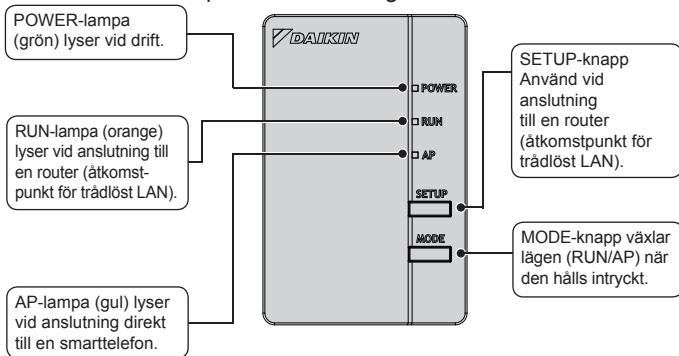 POWER-lampa
(grön) lyser vid drift.
RUN-lampa (orange)
lyser vid anslutning till
en router (åtkomst-
punkt för trådlöst LAN).
AP-lampa (gul) lyser
vid anslutning direkt
till en smarttelefon.
DAIKIN
POWER
RUN
AP
SETUP
MODE
SETUP-knapp
Använd vid
anslutning
till en router
(åtkomstpunkt för
trådlöst LAN).
MODE-knapp växlar
lägen (RUN/AP) när
den hålls intryckt.